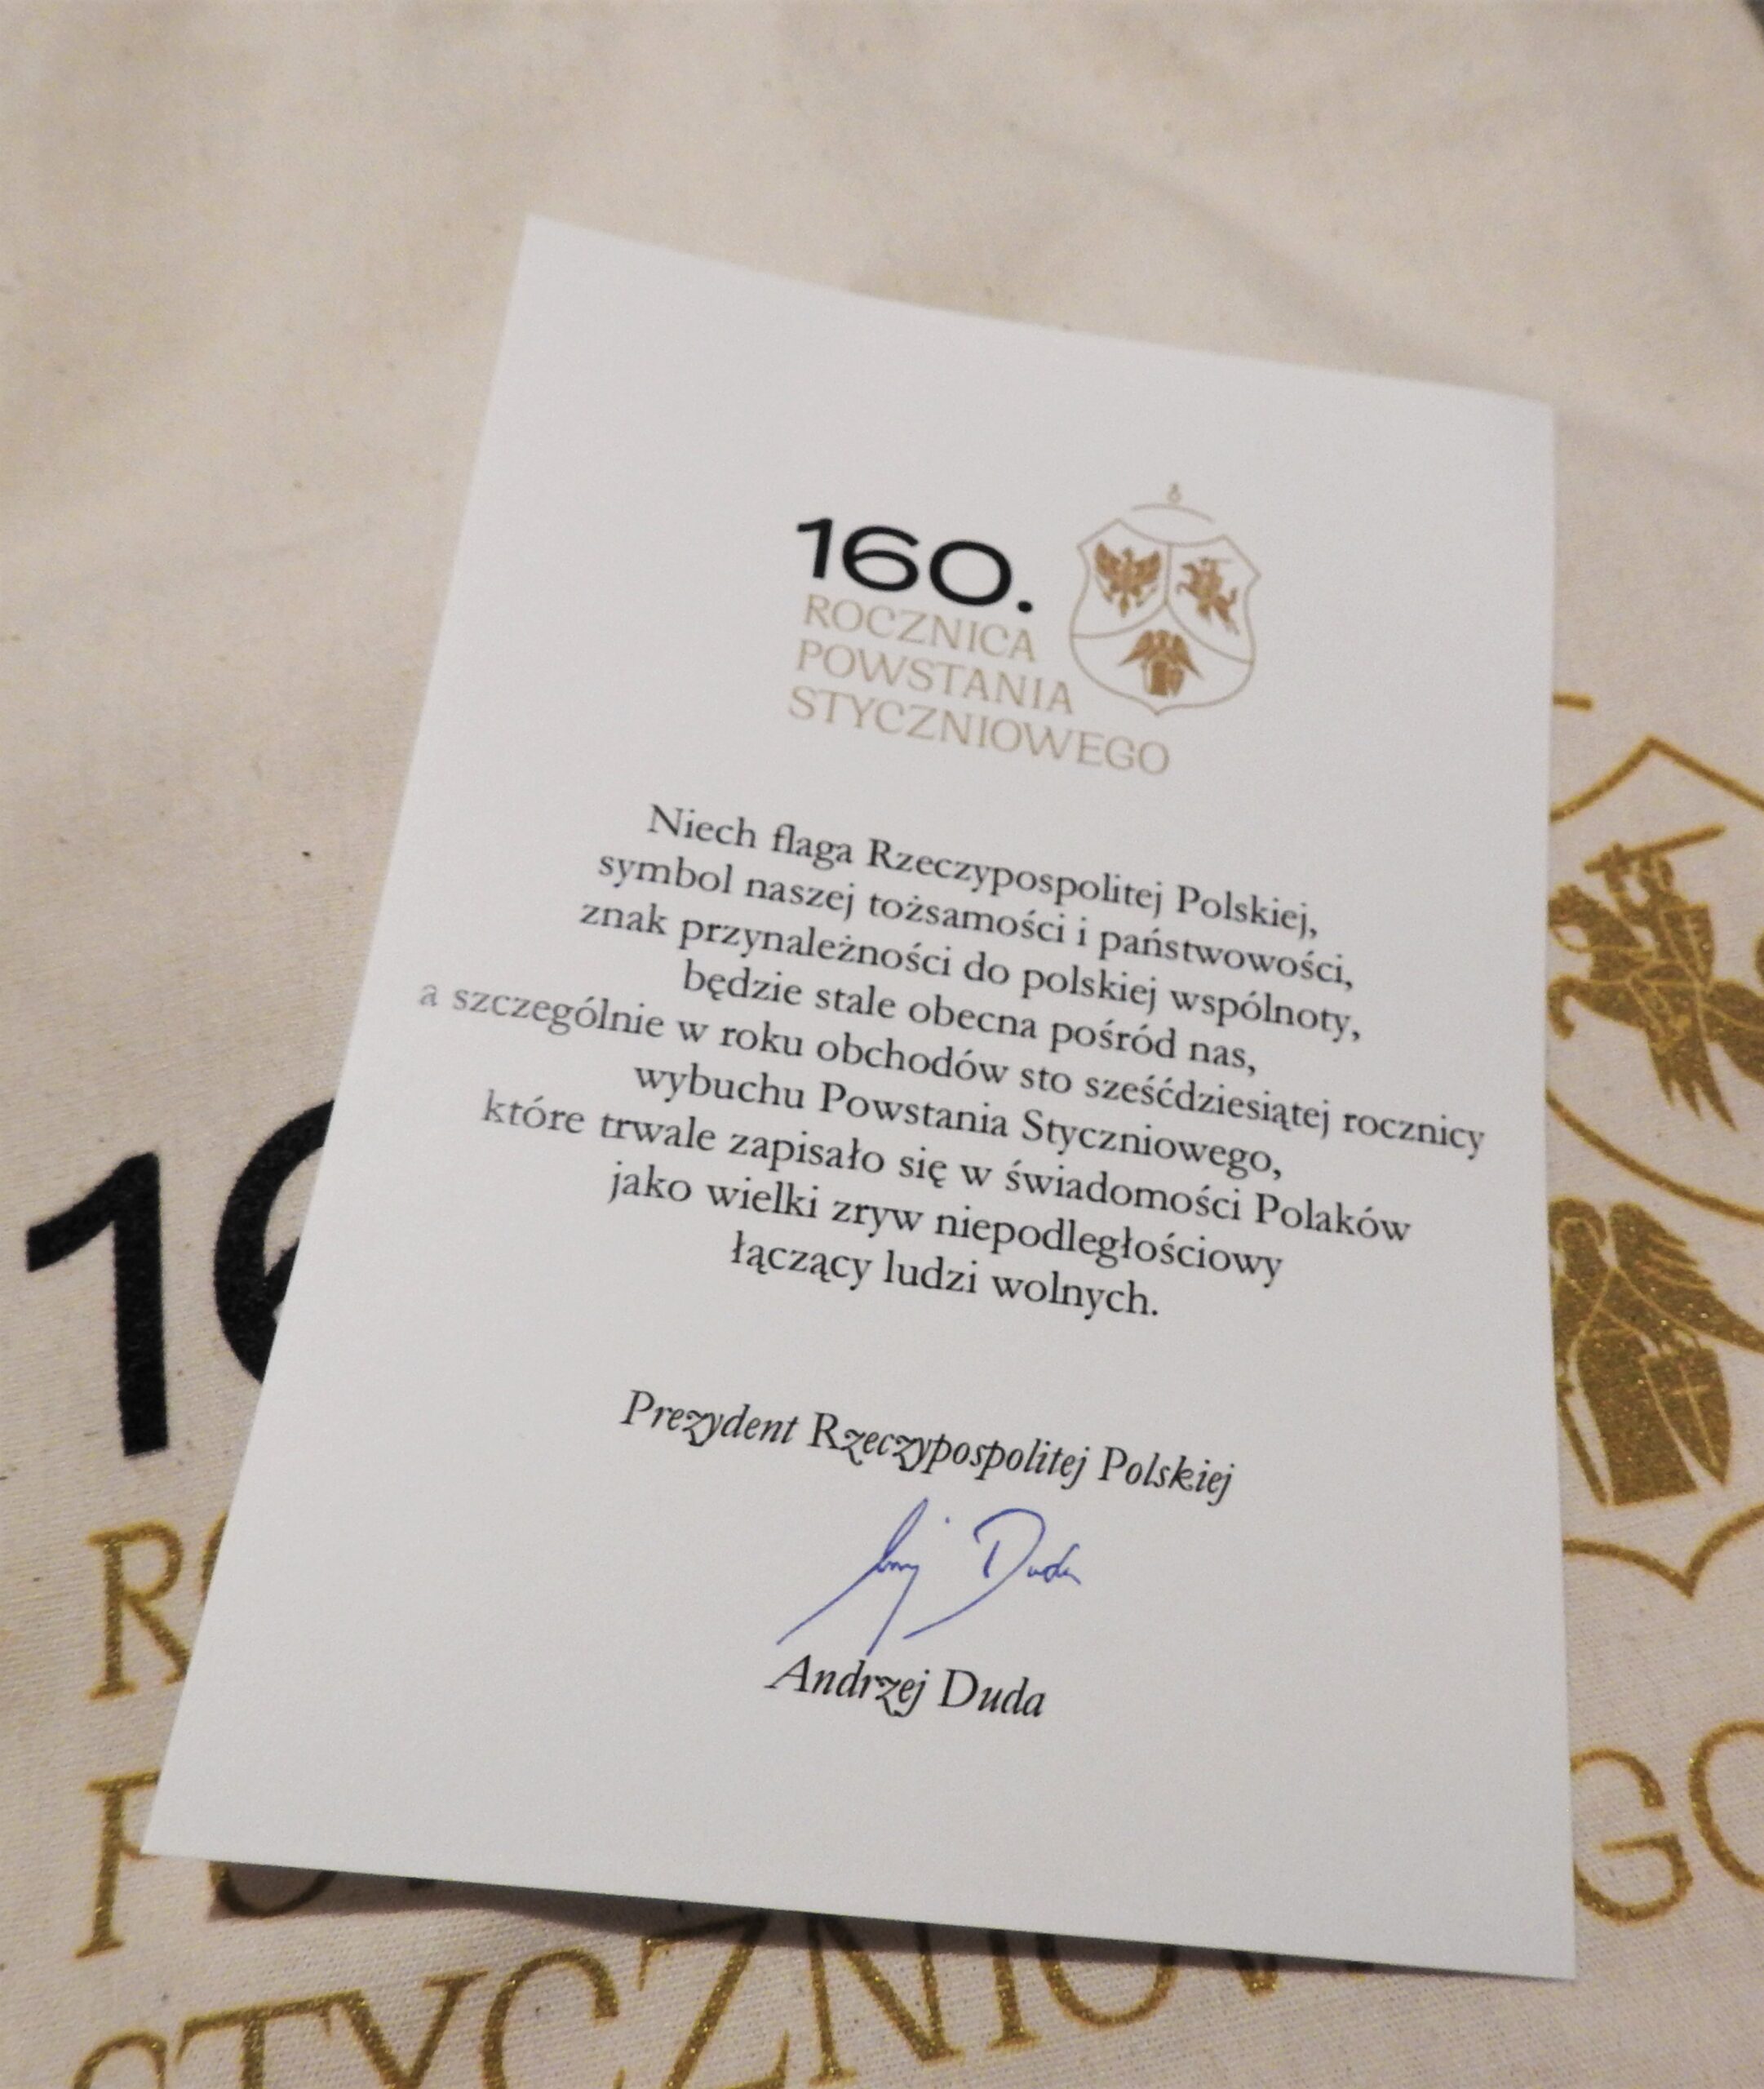 160.
ROCZNICA
POWSTANIA
STYCZNIOWEGO
Niech flaga Rzeczypospolitej Polskiej,
symbol naszej tożsamości i państwowości,
znak przynależności do polskiej wspólnoty,
będzie stale obecna pośród nas,
a szczególnie w roku obchodów sto sześćdziesiątej rocznicy
wybuchu Powstania Styczniowego,
które trwale zapisało się w świadomości Polaków
jako wielki zryw niepodległościowy
łączący ludzi wolnych.
Prezydent Rzeczypospolitej Polskiej
Duda
Andrzej Duda